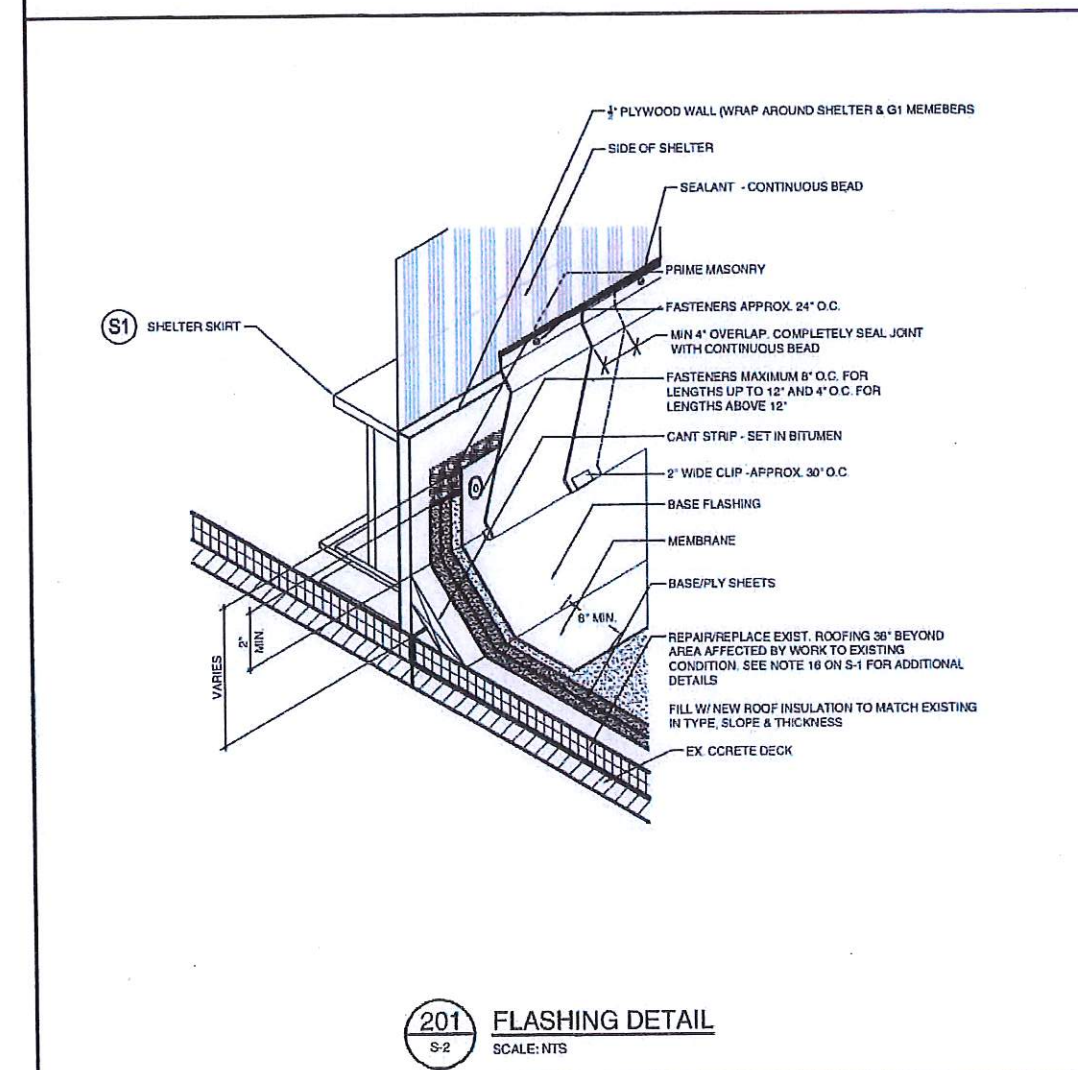 ½" PLYWOOD WALL (WRAP AROUND SHELTER & G1 MEMEBERS
SIDE OF SHELTER
SEALANT - CONTINUOUS BEAD
PRIME MASONRY
FASTENERS APPROX. 24" O.C.
S1 SHELTER SKIRT
MIN 4" OVERLAP. COMPLETELY SEAL JOINT
WITH CONTINUOUS BEAD
FASTENERS MAXIMUM 8" O.C. FOR
LENGTHS UP TO 12" AND 4" O.C. FOR
LENGTHS ABOVE 12"
CANT STRIP - SET IN BITUMEN
2" WIDE CLIP -APPROX. 30" O.C.
BASE FLASHING
MEMBRANE
BASE/PLY SHEETS
6" MIN.
REPAIR/REPLACE EXIST. ROOFING 36" BEYOND
AREA AFFECTED BY WORK TO EXISTING
CONDITION. SEE NOTE 16 ON S-1 FOR ADDITIONAL
DETAILS
2"
MIN.
VARIES
FILL W/ NEW ROOF INSULATION TO MATCH EXISTING
IN TYPE, SLOPE & THICKNESS
EX. CCRETE DECK
201
S-2
FLASHING DETAIL
SCALE: NTS